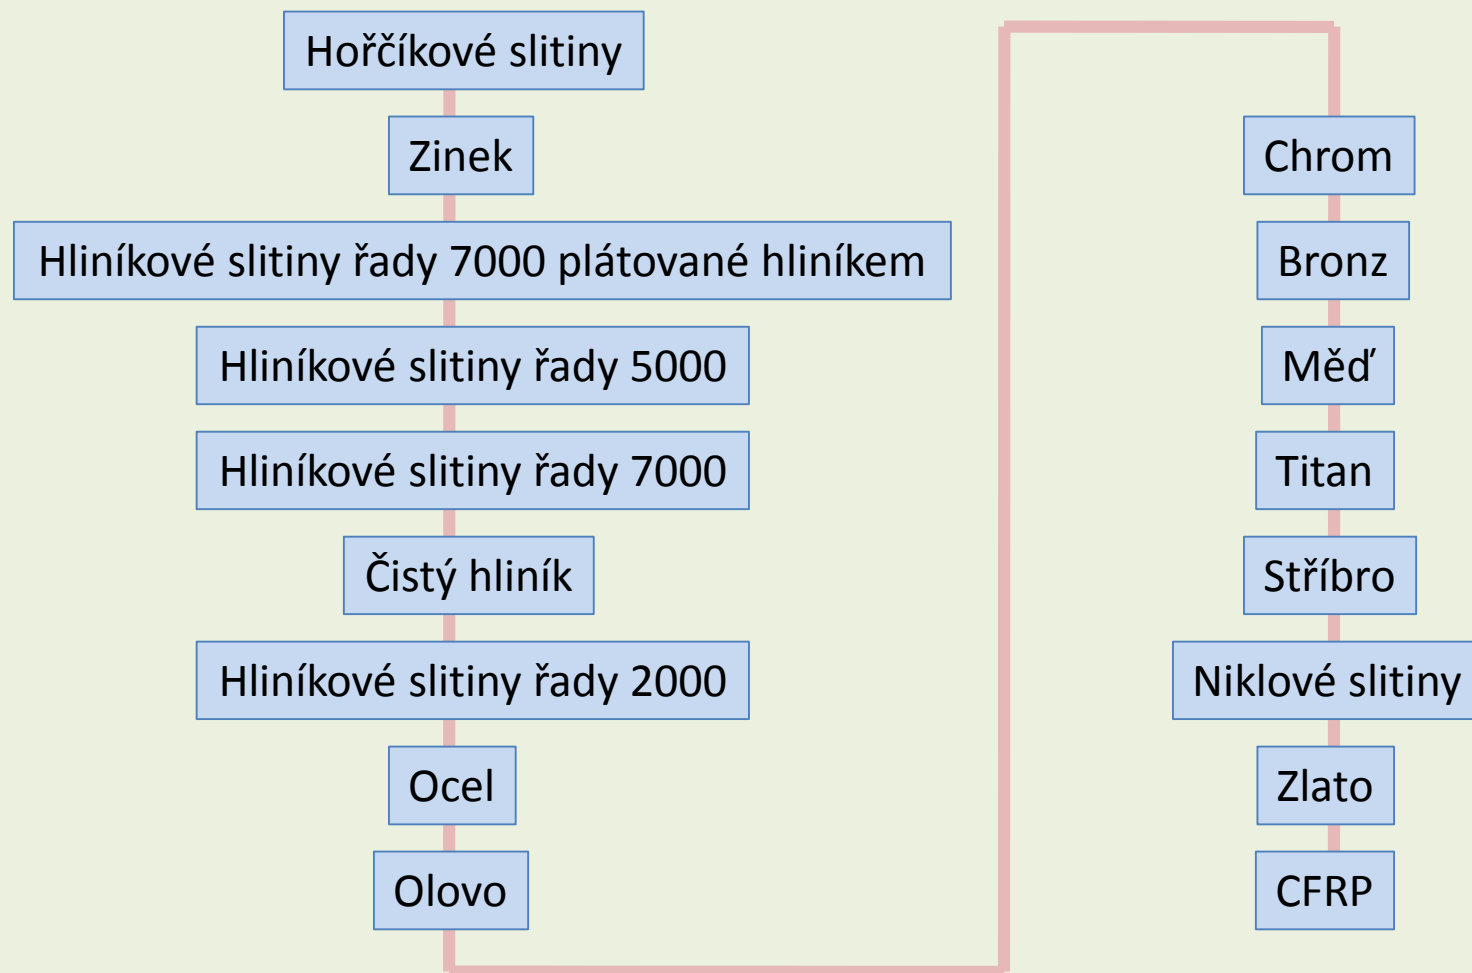 Hořčíkové slitiny
Zinek
Hliníkové slitiny řady 7000 plátované hliníkem
Hliníkové slitiny řady 5000
Hliníkové slitiny řady 7000
Čistý hliník
Hliníkové slitiny řady 2000
Ocel
Olovo
Chrom
Bronz
Měď
Titan
Stříbro
Niklové slitiny
Zlato
CFRP